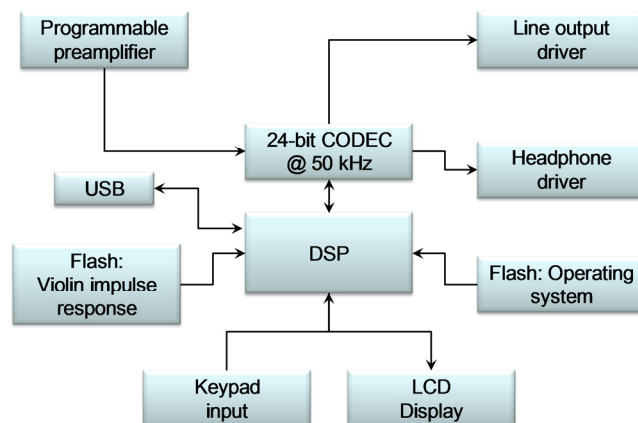 Programmable
preamplifier
Line output
driver
24-bit CODEC
@ 50 kHz
Headphone
driver
USB
DSP
Flash:
Violin impulse
response
Flash: Operating
system
Keypad
input
LCD
Display